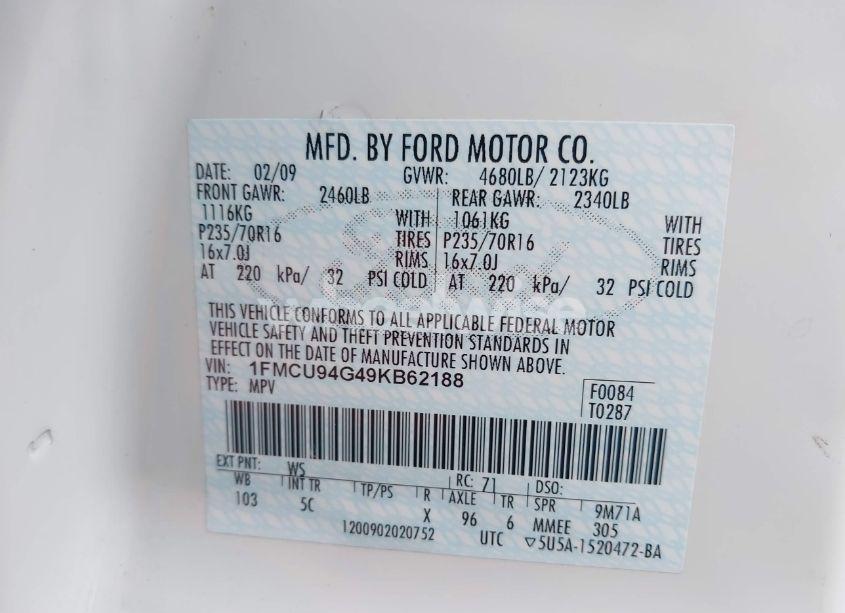 MFD. BY FORD MOTOR CO.
DATE: 02/09 GVWR: 4680LB/ 2123KG
FRONT GAWR: 2460LB REAR GAWR: 2340LB
1116KG WITH 1061KG WITH
P235/70R16 TIRES P235/70R16 TIRES
16x7.0J RIMS 16x7.0J RIMS
AT 220 kPa/ 32 PSI COLD AT 220 kPa/ 32 PSI COLD
THIS VEHICLE CONFORMS TO ALL APPLICABLE FEDERAL MOTOR
VEHICLE SAFETY AND THEFT PREVENTION STANDARDS IN
EFFECT ON THE DATE OF MANUFACTURE SHOWN ABOVE.
VIN: 1FMCU94G49KB62188
TYPE: MPV
F0084
T0287
EXT PNT: WS RC: 71 DSO:
WB INT TR TP/PS R AXLE TR SPR 9M71A
103 5C X 96 6 MMEE 305
1200902020752 UTC ▽5U5A-1520472-BA